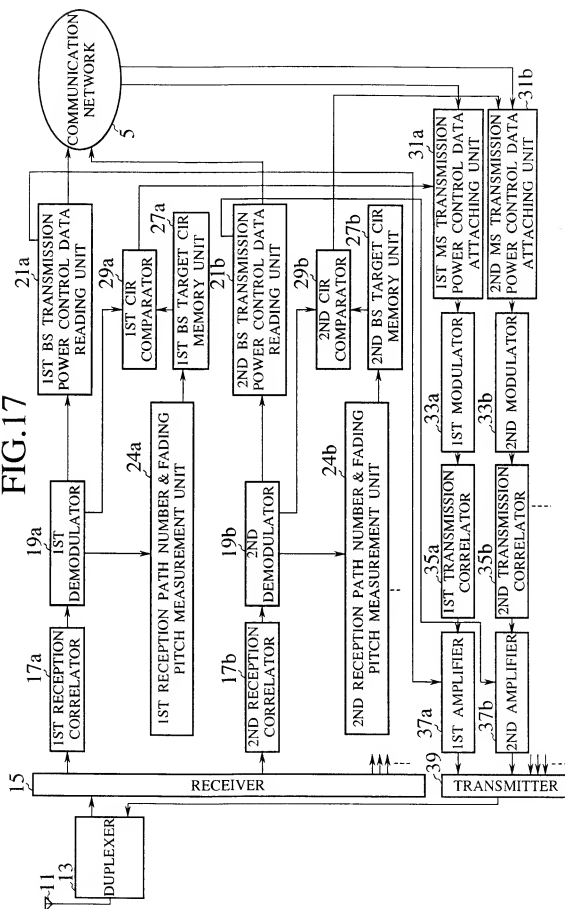 FIG.17
11
13
DUPLEXER
15
RECEIVER
17a
1ST RECEPTION
CORRELATOR
19a
1ST
DEMODULATOR
21a
1ST BS TRANSMISSION
POWER CONTROL DATA
READING UNIT
COMMUNICATION
NETWORK
5
29a
1ST CIR
COMPARATOR
24a
1ST RECEPTION PATH NUMBER & FADING
PITCH MEASUREMENT UNIT
27a
1ST BS TARGET CIR
MEMORY UNIT
17b
2ND RECEPTION
CORRELATOR
19b
2ND
DEMODULATOR
21b
2ND BS TRANSMISSION
POWER CONTROL DATA
READING UNIT
29b
2ND CIR
COMPARATOR
24b
2ND RECEPTION PATH NUMBER & FADING
PITCH MEASUREMENT UNIT
27b
2ND BS TARGET CIR
MEMORY UNIT
39
TRANSMITTER
37a
1ST AMPLIFIER
35a
1ST TRANSMISSION
CORRELATOR
33a
1ST MODULATOR
31a
1ST MS TRANSMISSION
POWER CONTROL DATA
ATTACHING UNIT
37b
2ND AMPLIFIER
35b
2ND TRANSMISSION
CORRELATOR
33b
2ND MODULATOR
31b
2ND MS TRANSMISSION
POWER CONTROL DATA
ATTACHING UNIT